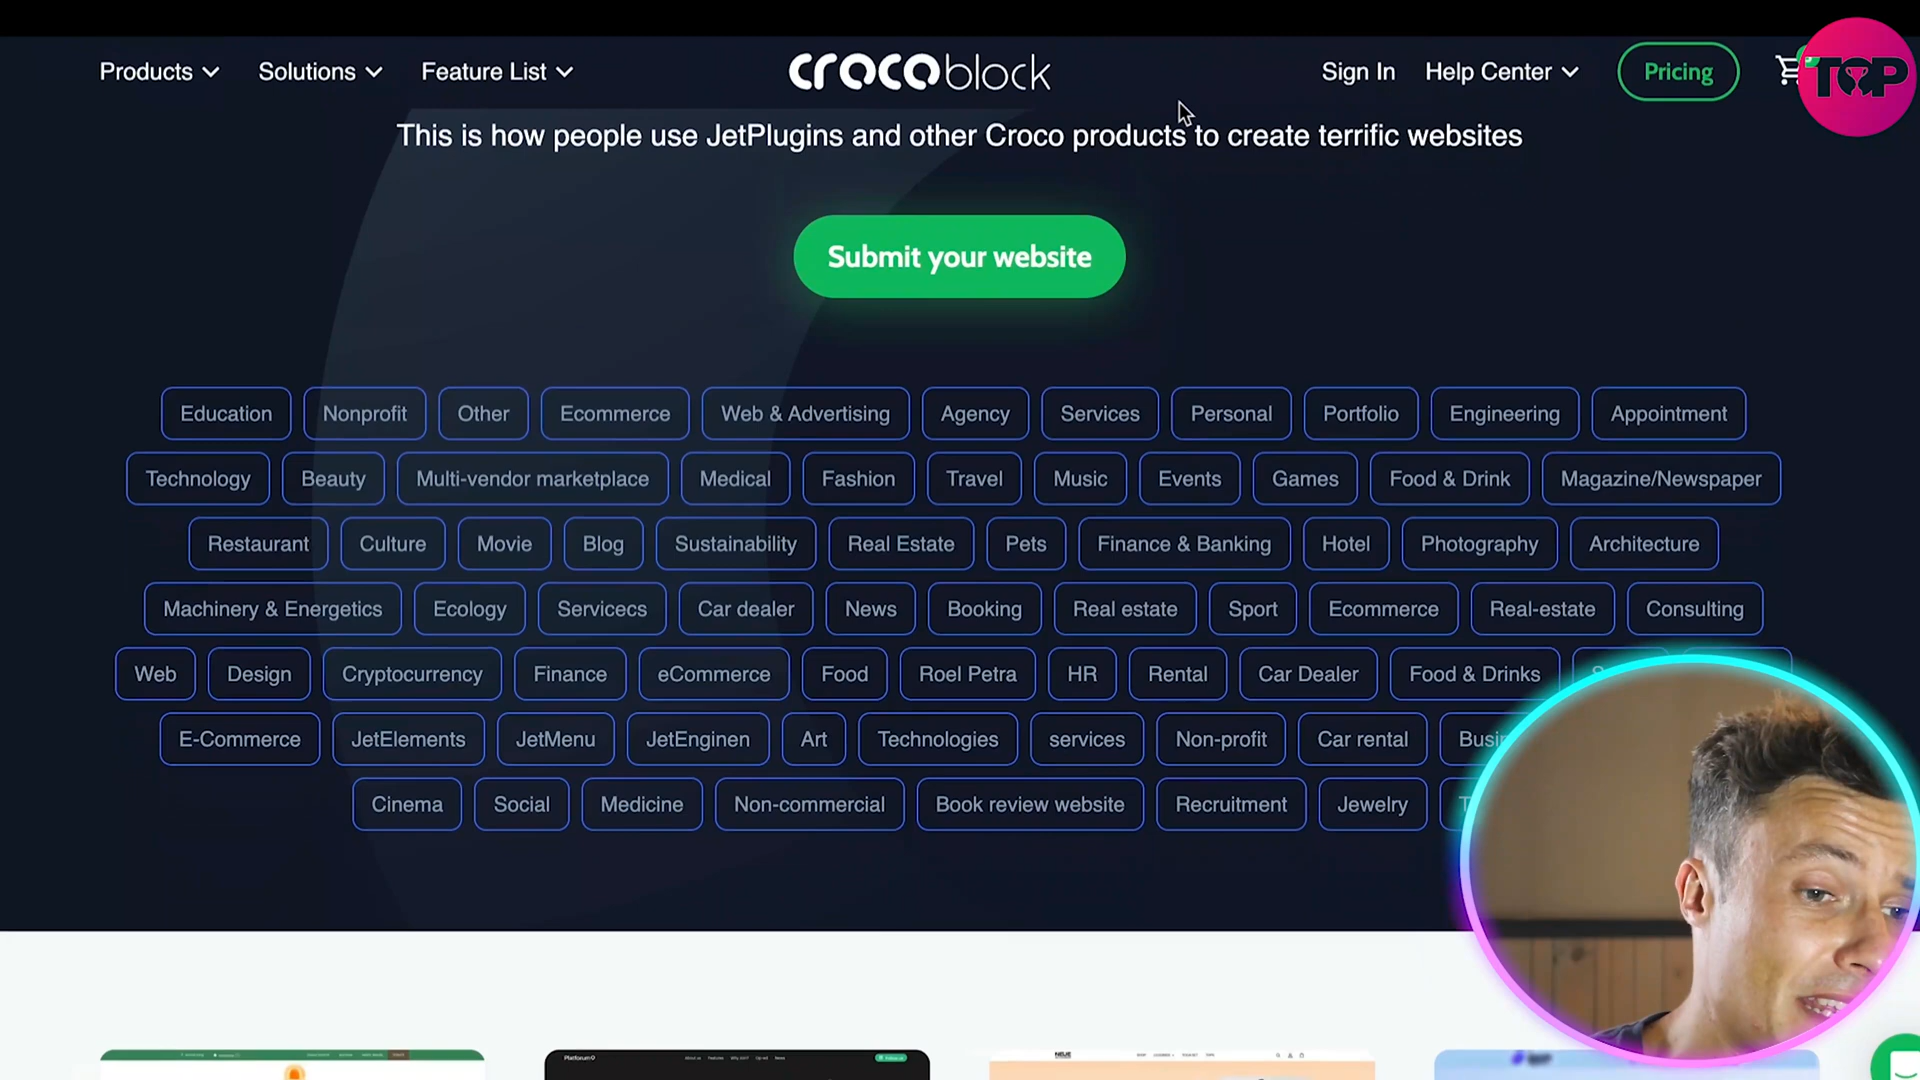 Products Solutions Feature List crocoblock Sign In Help Center Pricing
TOP
This is how people use JetPlugins and other Croco products to create terrific websites
Submit your website
Education Nonprofit Other Ecommerce Web & Advertising Agency Services Personal Portfolio Engineering Appointment
Technology Beauty Multi-vendor marketplace Medical Fashion Travel Music Events Games Food & Drink Magazine/Newspaper
Restaurant Culture Movie Blog Sustainability Real Estate Pets Finance & Banking Hotel Photography Architecture
Machinery & Energetics Ecology Servicecs Car dealer News Booking Real estate Sport Ecommerce Real-estate Consulting
Web Design Cryptocurrency Finance eCommerce Food Roel Petra HR Rental Car Dealer Food & Drinks
E-Commerce JetElements JetMenu JetEnginen Art Technologies services Non-profit Car rental
Cinema Social Medicine Non-commercial Book review website Recruitment Jewelry
Platforum